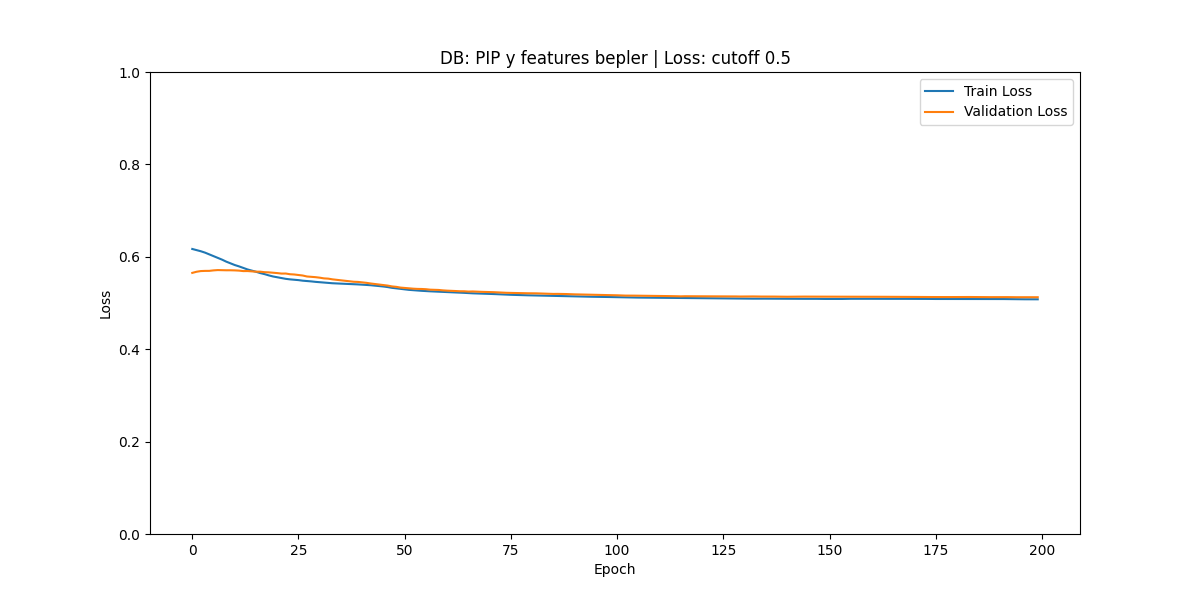 DB: PIP y features bepler | Loss: cutoff 0.5
Train Loss
Validation Loss
1.0
0.8
0.6
0.4
0.2
0.0
Loss
0 25 50 75 100 125 150 175 200
Epoch